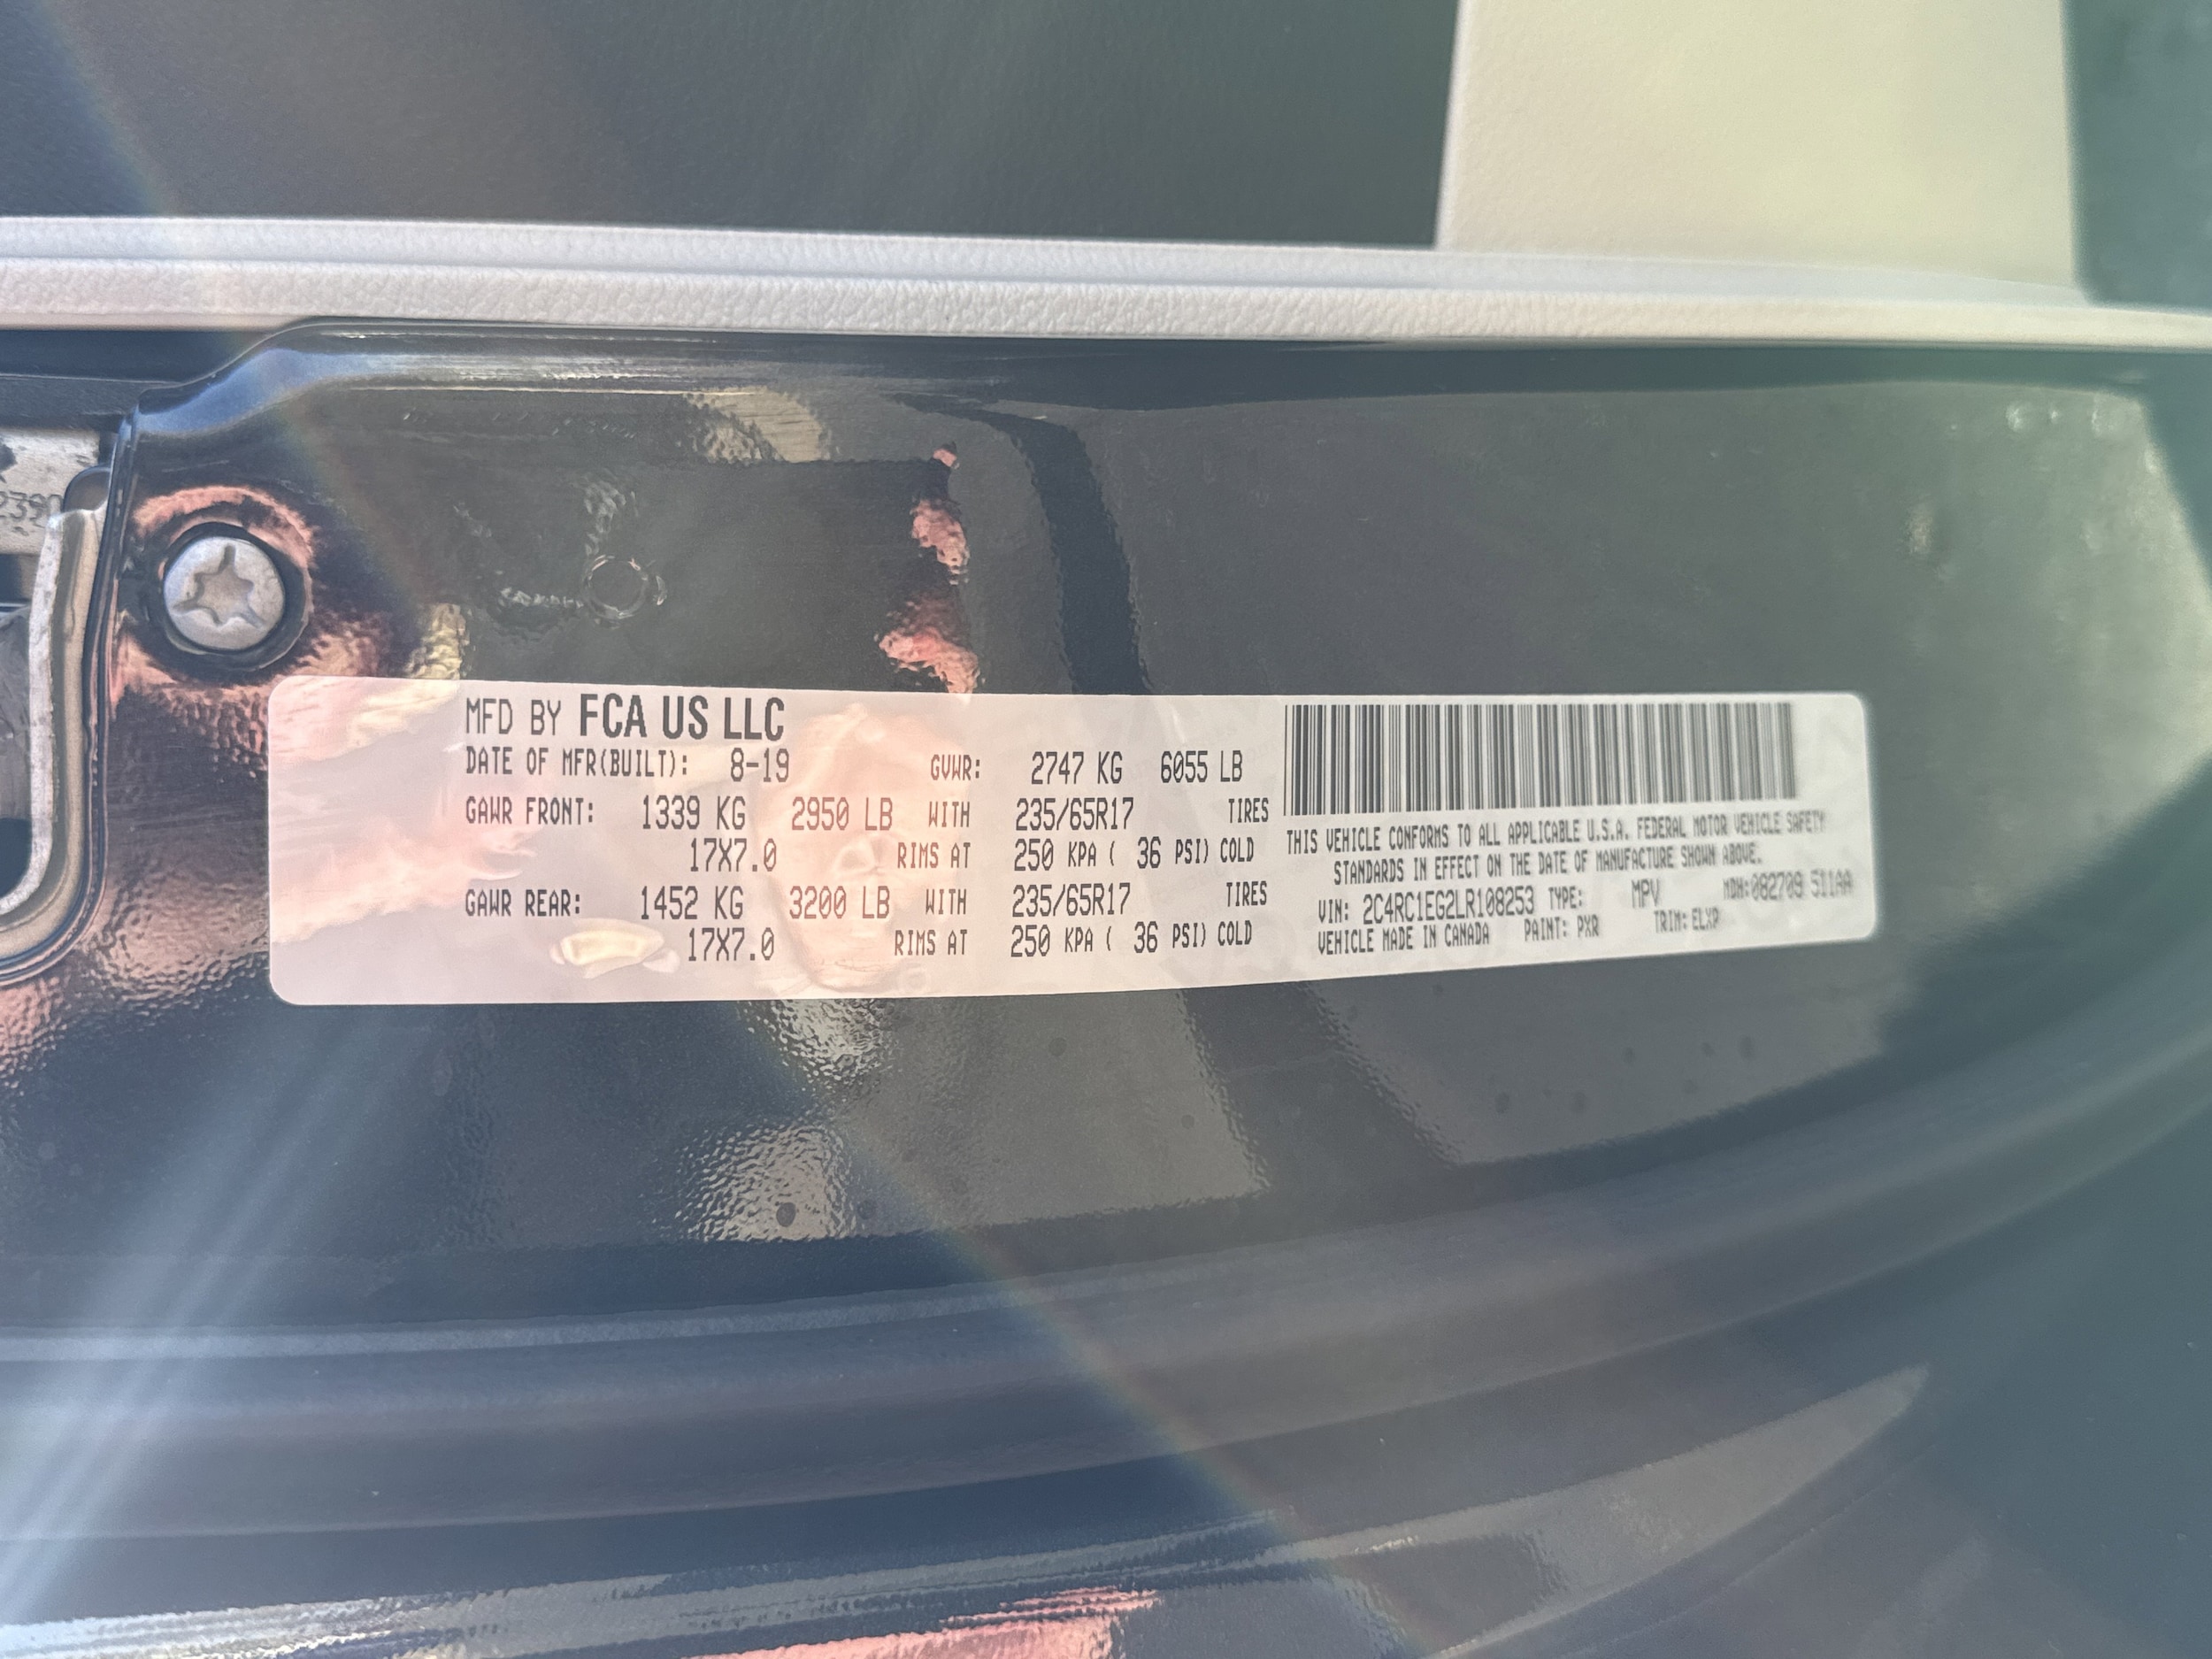 MFD BY FCA US LLC
DATE OF MFR(BUILT): 8-19 GVWR: 2747 KG 6055 LB
GAWR FRONT: 1339 KG 2950 LB WITH 235/65R17 TIRES
17X7.0 RIMS AT 250 KPA ( 36 PSI) COLD
GAWR REAR: 1452 KG 3200 LB WITH 235/65R17 TIRES
17X7.0 RIMS AT 250 KPA ( 36 PSI) COLD
THIS VEHICLE CONFORMS TO ALL APPLICABLE U.S.A. FEDERAL MOTOR VEHICLE SAFETY
STANDARDS IN EFFECT ON THE DATE OF MANUFACTURE SHOWN ABOVE.
VIN: 2C4RC1EG2LR108253 TYPE: MPV MDH:082709 511AA
VEHICLE MADE IN CANADA PAINT: PXR TRIM: ELXP